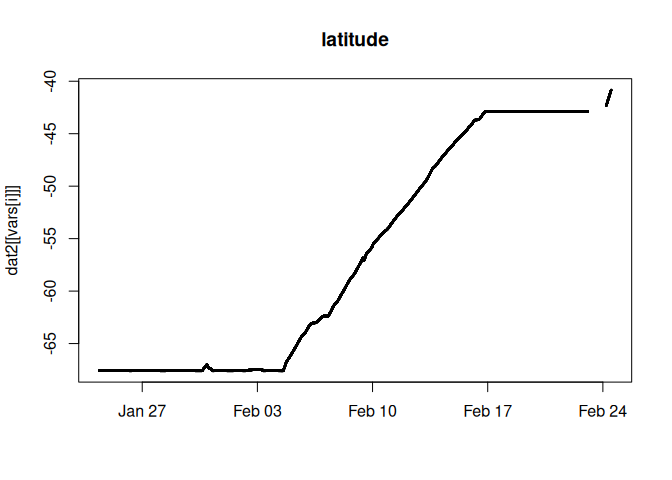 latitude
dat2[[vars[i]]]
-40
-45
-50
-55
-60
-65
Jan 27
Feb 03
Feb 10
Feb 17
Feb 24